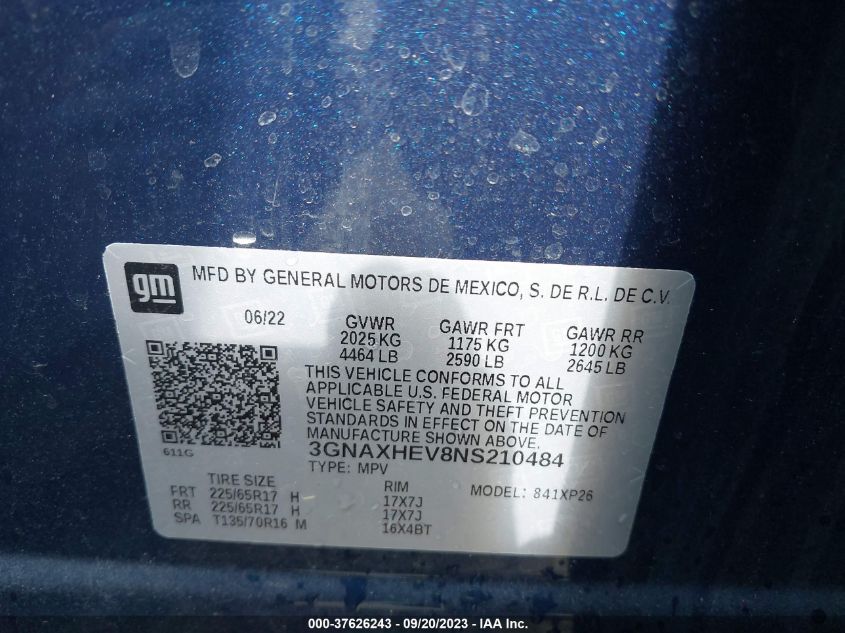 gm
MFD BY GENERAL MOTORS DE MEXICO, S. DE R.L. DE C.V.
06/22 GVWR GAWR FRT GAWR RR
2025 KG 1175 KG 1200 KG
4464 LB 2590 LB 2645 LB
THIS VEHICLE CONFORMS TO ALL
APPLICABLE U.S. FEDERAL MOTOR
VEHICLE SAFETY AND THEFT PREVENTION
STANDARDS IN EFFECT ON THE DATE OF
MANUFACTURE SHOWN ABOVE.
611G
3GNAXHEV8NS210484
TYPE: MPV
TIRE SIZE RIM MODEL: 841XP26
FRT 225/65R17 H 17X7J
RR 225/65R17 H 17X7J
SPA T135/70R16 M 16X4BT
000-37626243 - 09/20/2023 - IAA Inc.